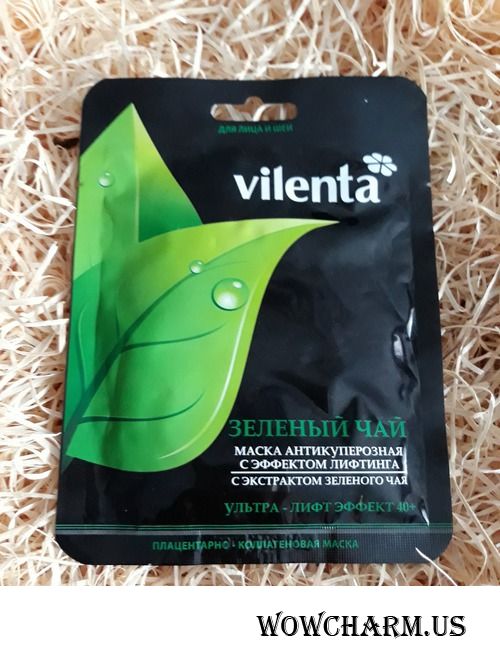 ДЛЯ ЛИЦА И ШЕИ
vilenta
ЗЕЛЕНЫЙ ЧАЙ
МАСКА АНТИКУПЕРОЗНАЯ
С ЭФФЕКТОМ ЛИФТИНГА
С ЭКСТРАКТОМ ЗЕЛЕНОГО ЧАЯ
УЛЬТРА - ЛИФТ ЭФФЕКТ 40+
ПЛАЦЕНТАРНО - КОЛЛАГЕНОВАЯ МАСКА
WOWCHARM.US